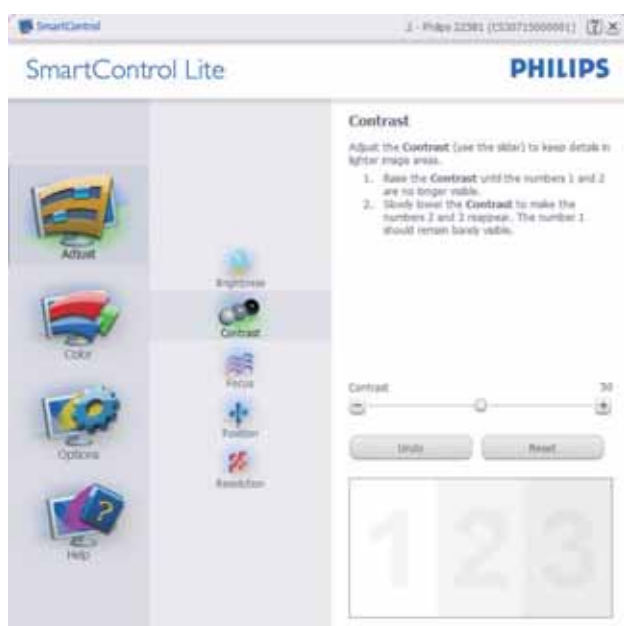 SmartControl
SmartControl Lite
PHILIPS
Contrast
Adjust the Contrast (use the slider) to keep details in
lighter image areas.
1. Raise the Contrast until the numbers 1 and 2
are no longer visible.
2. Slowly lower the Contrast to make the
numbers 2 and 3 reappear. The number 1
should remain barely visible.
Adjust
Color
Options
Help
Brightness
Contrast
Focus
Position
Resolution
Contrast 50
Undo Reset
1 2 3